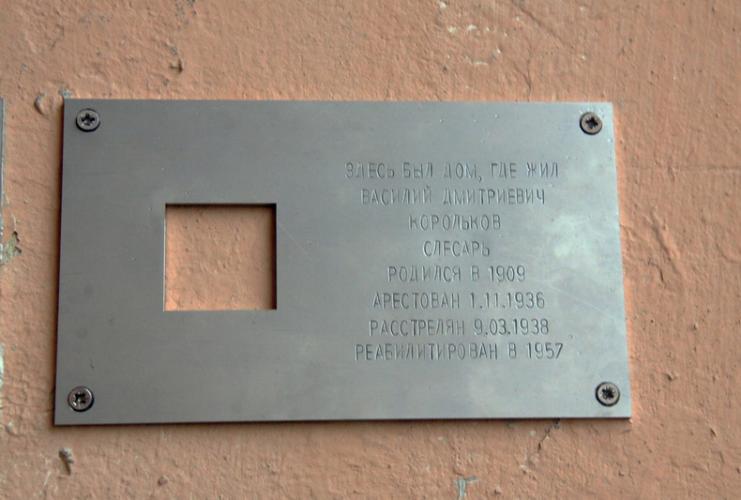 ЗДЕСЬ БЫЛ ДОМ, ГДЕ ЖИЛ
ВАСИЛИЙ ДМИТРИЕВИЧ
КОРОЛЬКОВ
СЛЕСАРЬ
РОДИЛСЯ В 1909
АРЕСТОВАН 1.11.1936
РАССТРЕЛЯН 9.03.1938
РЕАБИЛИТИРОВАН В 1957